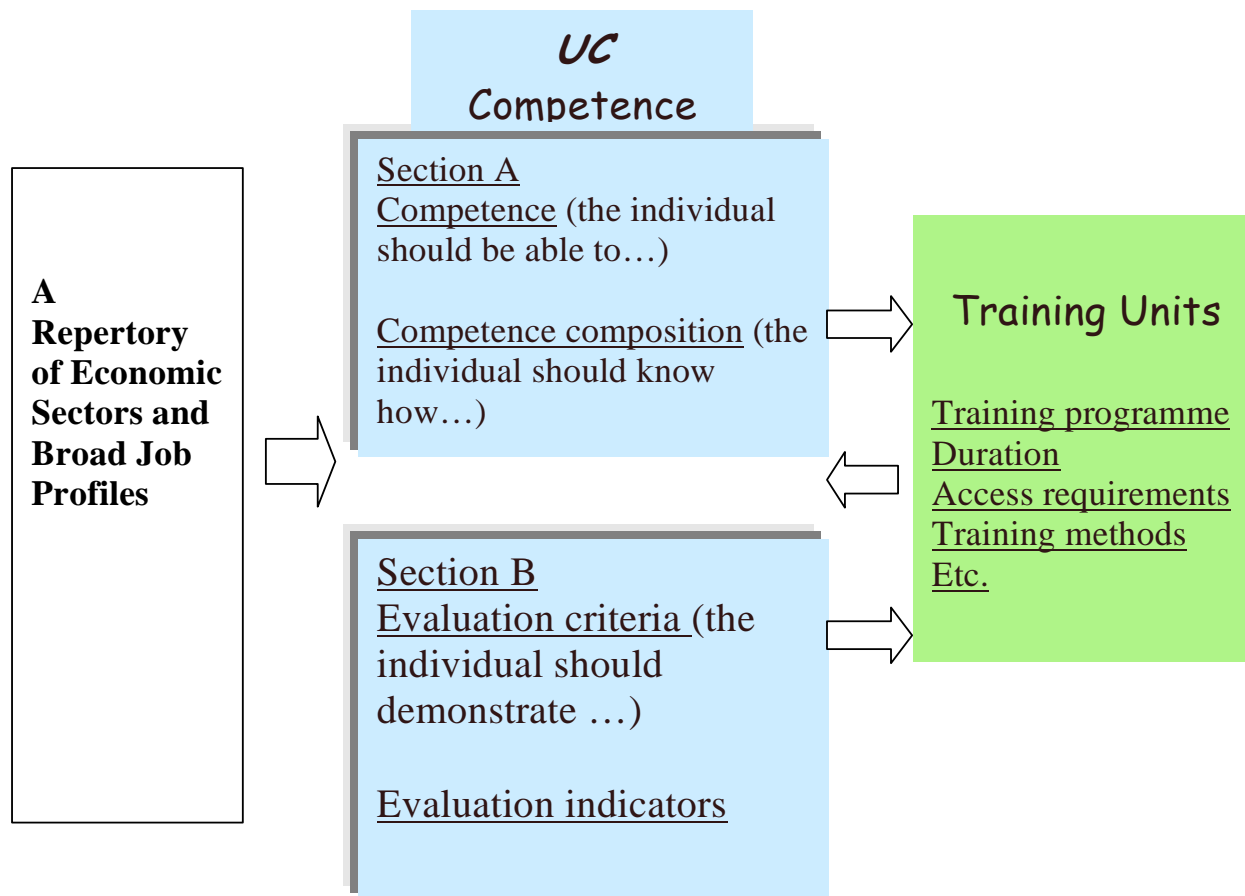 UC
Competence
A
Repertory
of Economic
Sectors and
Broad Job
Profiles
Section A
Competence (the individual
should be able to…)
Competence composition (the
individual should know
how…)
Section B
Evaluation criteria (the
individual should
demonstrate …)
Evaluation indicators
Training Units
Training programme
Duration
Access requirements
Training methods
Etc.